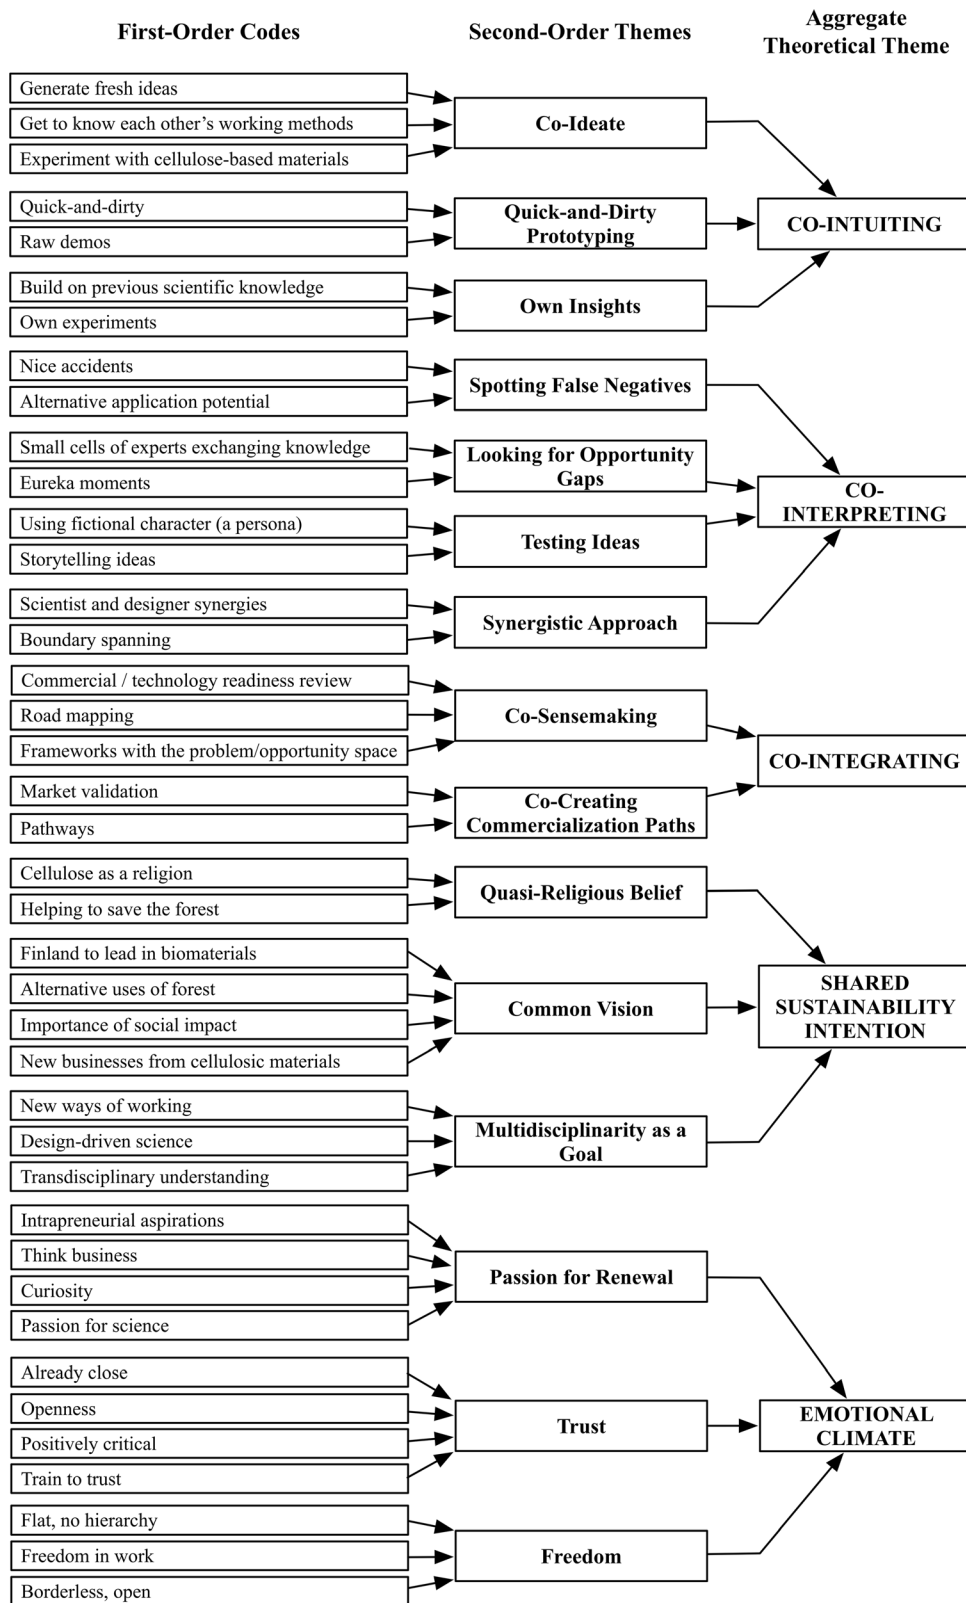 First-Order Codes
Second-Order Themes
Aggregate
Theoretical Theme
Generate fresh ideas
Get to know each other’s working methods
Experiment with cellulose-based materials
Co-Ideate
Quick-and-dirty
Raw demos
Quick-and-Dirty
Prototyping
Build on previous scientific knowledge
Own experiments
Own Insights
CO-INTUITING
Nice accidents
Alternative application potential
Spotting False Negatives
Small cells of experts exchanging knowledge
Eureka moments
Looking for Opportunity
Gaps
Using fictional character (a persona)
Storytelling ideas
Testing Ideas
Scientist and designer synergies
Boundary spanning
Synergistic Approach
CO-
INTERPRETING
Commercial / technology readiness review
Road mapping
Frameworks with the problem/opportunity space
Co-Sensemaking
Market validation
Pathways
Co-Creating
Commercialization Paths
CO-INTEGRATING
Cellulose as a religion
Helping to save the forest
Quasi-Religious Belief
Finland to lead in biomaterials
Alternative uses of forest
Importance of social impact
New businesses from cellulosic materials
Common Vision
New ways of working
Design-driven science
Transdisciplinary understanding
Multidisciplinarity as a
Goal
SHARED
SUSTAINABILITY
INTENTION
Intrapreneurial aspirations
Think business
Curiosity
Passion for science
Passion for Renewal
Already close
Openness
Positively critical
Train to trust
Trust
Flat, no hierarchy
Freedom in work
Borderless, open
Freedom
EMOTIONAL
CLIMATE